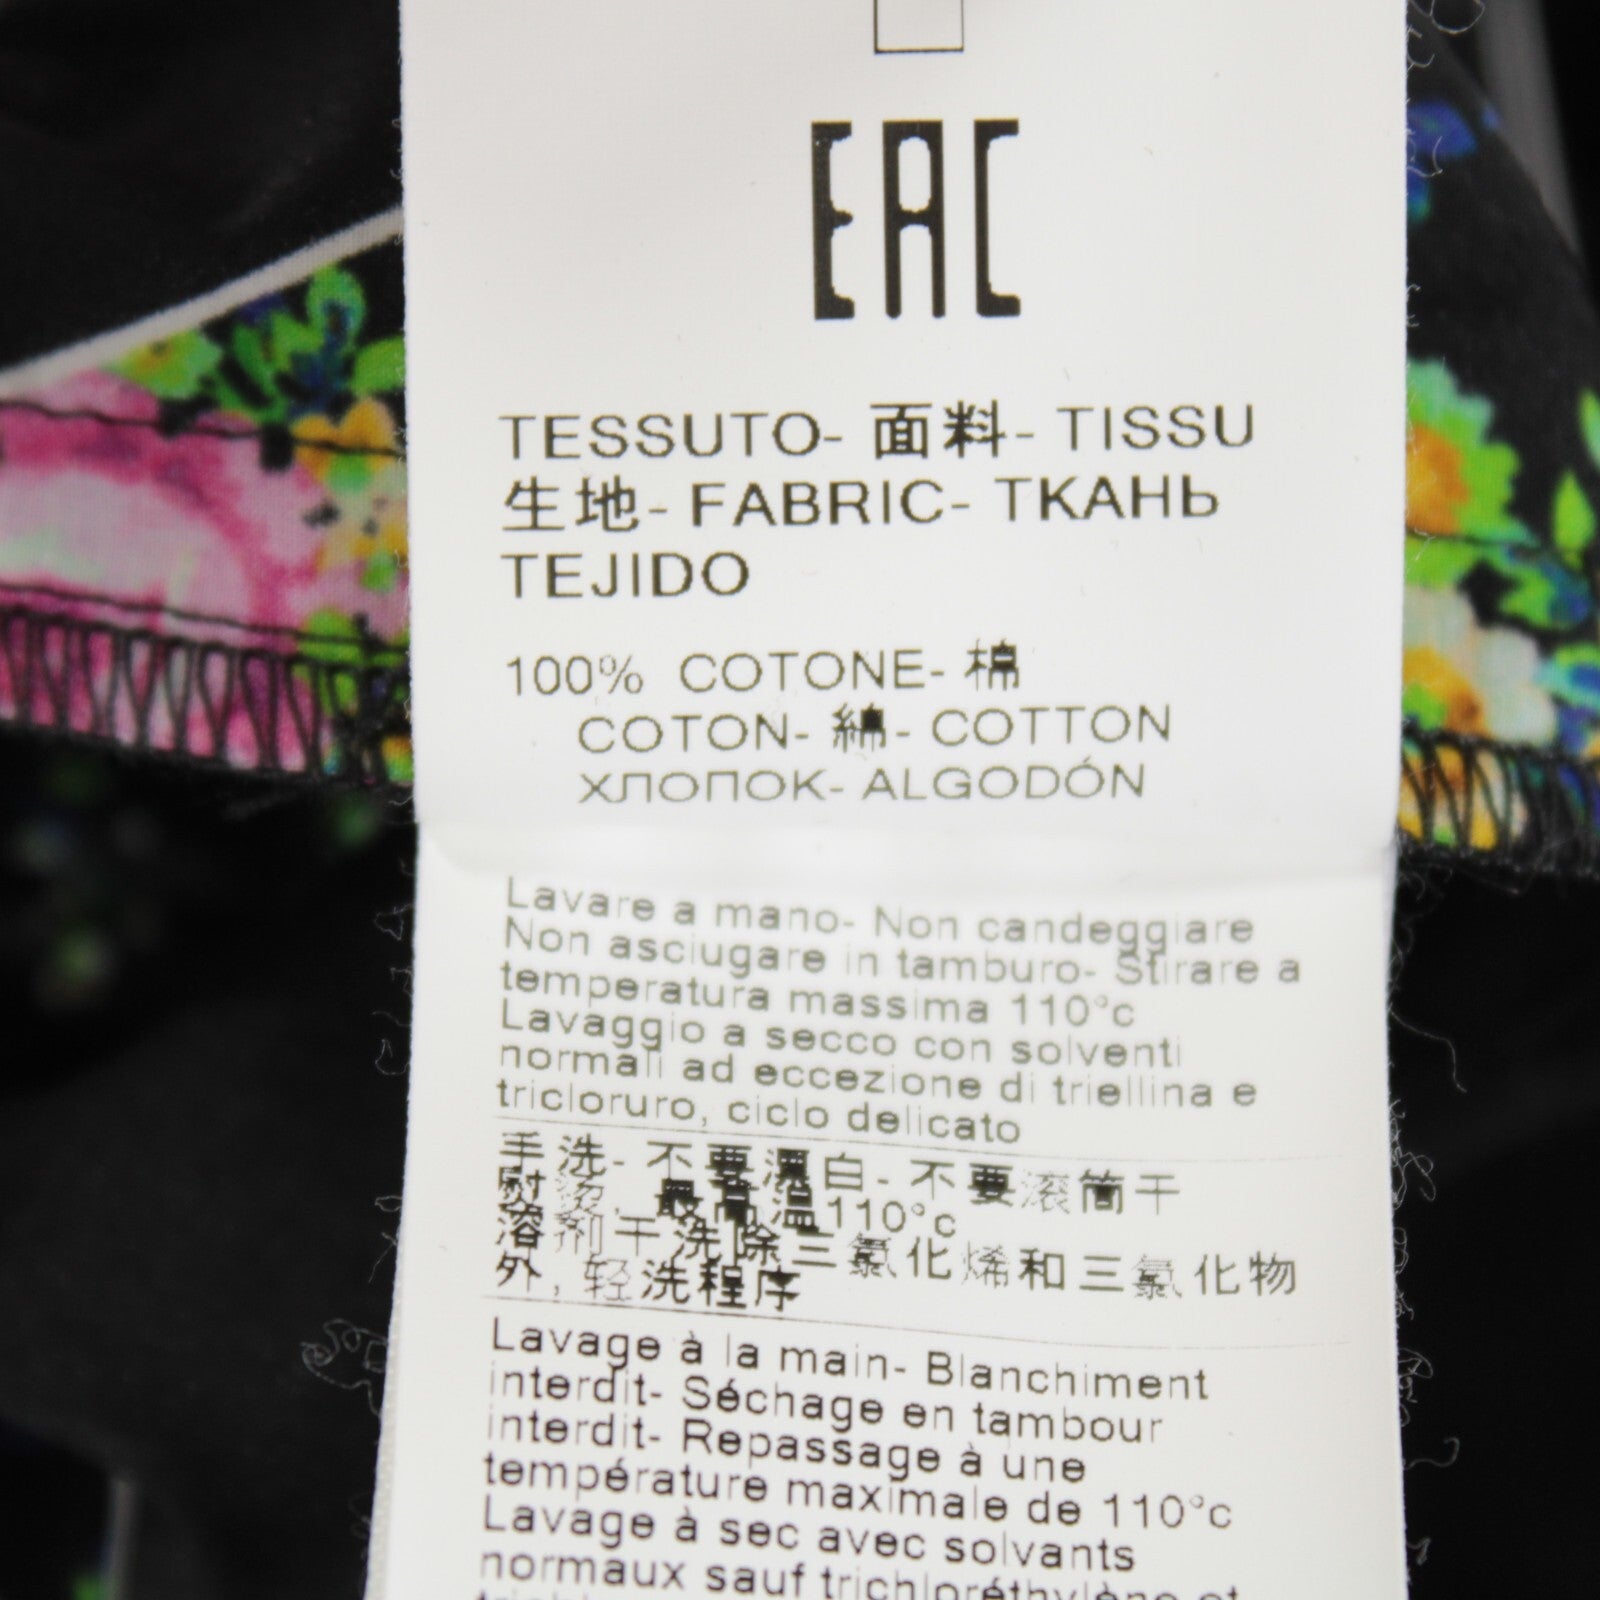 EAC
TESSUTO- 面料- TISSU
生地- FABRIC- ТКАНЬ
TEJIDO
100% COTONE- 棉
COTON- 綿- COTTON
ХЛОПОК- ALGODÓN
Lavare a mano- Non candeggiare
Non asciugare in tamburo- Stirare a
temperatura massima 110°c
Lavaggio a secco con solventi
normali ad eccezione di triellina e
tricloruro, ciclo delicato
手洗- 不要漂白- 不要滚筒干
熨烫, 最高温110°c
溶剂干洗除三氯化烯和三氯化物
外, 轻洗程序
Lavage à la main- Blanchiment
interdit- Séchage en tambour
interdit- Repassage à une
température maximale de 110°c
Lavage à sec avec solvants
normaux sauf trichloréthylène et